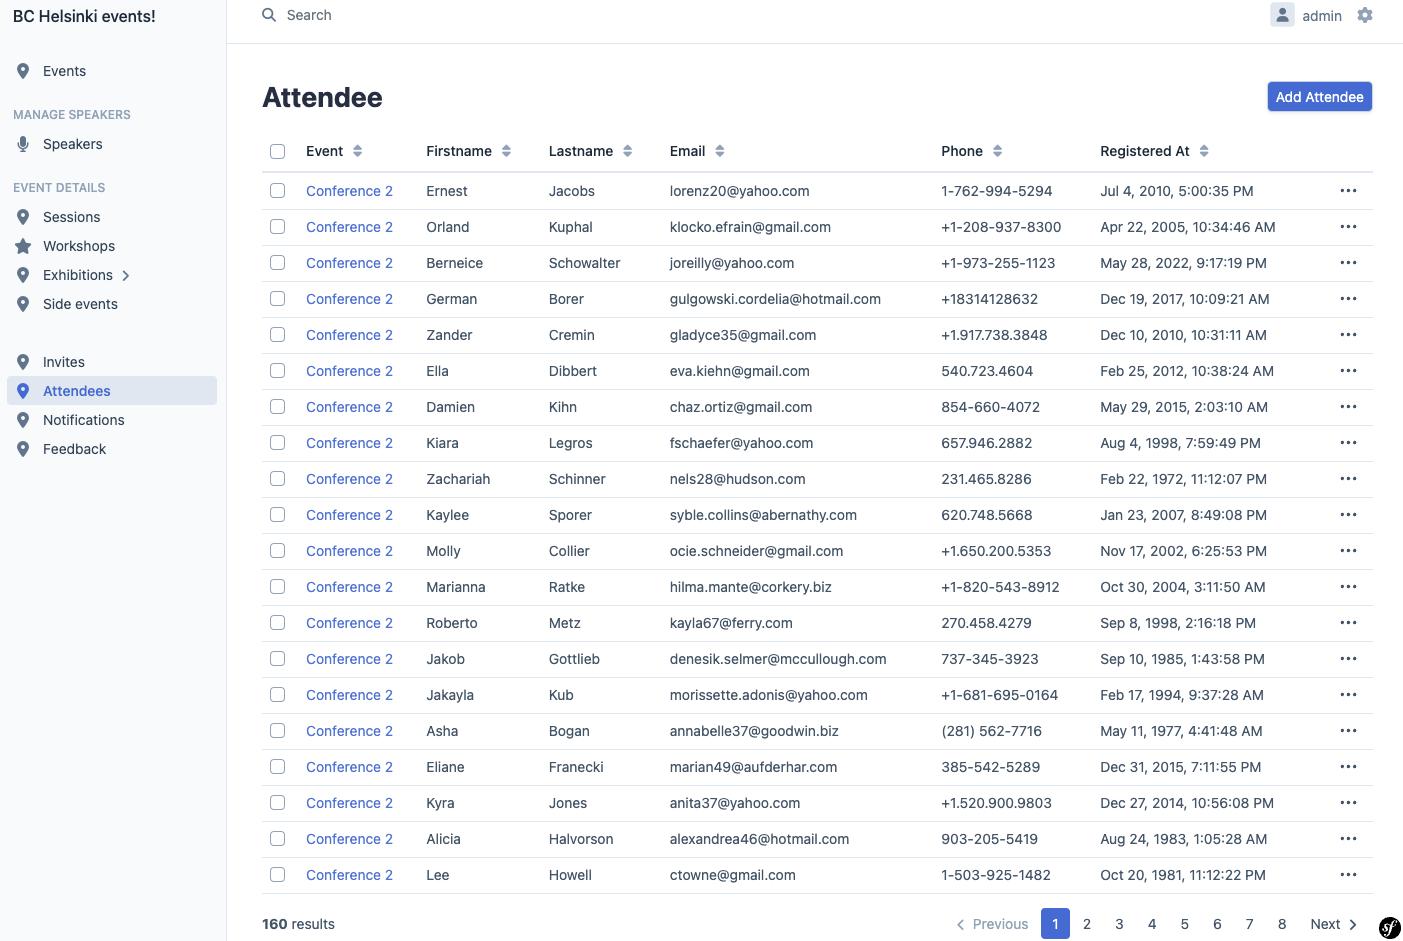 BC Helsinki events!
Search
admin
Events
MANAGE SPEAKERS
Speakers
EVENT DETAILS
Sessions
Workshops
Exhibitions
Side events
Invites
Attendees
Notifications
Feedback
Attendee
Add Attendee
Event Firstname Lastname Email Phone Registered At
Conference 2 Ernest Jacobs lorenz20@yahoo.com 1-762-994-5294 Jul 4, 2010, 5:00:35 PM
Conference 2 Orland Kuphal klocko.efrain@gmail.com +1-208-937-8300 Apr 22, 2005, 10:34:46 AM
Conference 2 Berneice Schowalter joreilly@yahoo.com +1-973-255-1123 May 28, 2022, 9:17:19 PM
Conference 2 German Borer gulgowski.cordelia@hotmail.com +18314128632 Dec 19, 2017, 10:09:21 AM
Conference 2 Zander Cremin gladyce35@gmail.com +1.917.738.3848 Dec 10, 2010, 10:31:11 AM
Conference 2 Ella Dibbert eva.kiehn@gmail.com 540.723.4604 Feb 25, 2012, 10:38:24 AM
Conference 2 Damien Kihn chaz.ortiz@gmail.com 854-660-4072 May 29, 2015, 2:03:10 AM
Conference 2 Kiara Legros fschaefer@yahoo.com 657.946.2882 Aug 4, 1998, 7:59:49 PM
Conference 2 Zachariah Schinner nels28@hudson.com 231.465.8286 Feb 22, 1972, 11:12:07 PM
Conference 2 Kaylee Sporer syble.collins@abernathy.com 620.748.5668 Jan 23, 2007, 8:49:08 PM
Conference 2 Molly Collier ocie.schneider@gmail.com +1.650.200.5353 Nov 17, 2002, 6:25:53 PM
Conference 2 Marianna Ratke hilma.mante@corkery.biz +1-820-543-8912 Oct 30, 2004, 3:11:50 AM
Conference 2 Roberto Metz kayla67@ferry.com 270.458.4279 Sep 8, 1998, 2:16:18 PM
Conference 2 Jakob Gottlieb denesik.selmer@mccullough.com 737-345-3923 Sep 10, 1985, 1:43:58 PM
Conference 2 Jakayla Kub morissette.adonis@yahoo.com +1-681-695-0164 Feb 17, 1994, 9:37:28 AM
Conference 2 Asha Bogan annabelle37@goodwin.biz (281) 562-7716 May 11, 1977, 4:41:48 AM
Conference 2 Eliane Franecki marian49@aufderhar.com 385-542-5289 Dec 31, 2015, 7:11:55 PM
Conference 2 Kyra Jones anita37@yahoo.com +1.520.900.9803 Dec 27, 2014, 10:56:08 PM
Conference 2 Alicia Halvorson alexandrea46@hotmail.com 903-205-5419 Aug 24, 1983, 1:05:28 AM
Conference 2 Lee Howell ctowne@gmail.com 1-503-925-1482 Oct 20, 1981, 11:12:22 PM
160 results
Previous 1 2 3 4 5 6 7 8 Next
sf